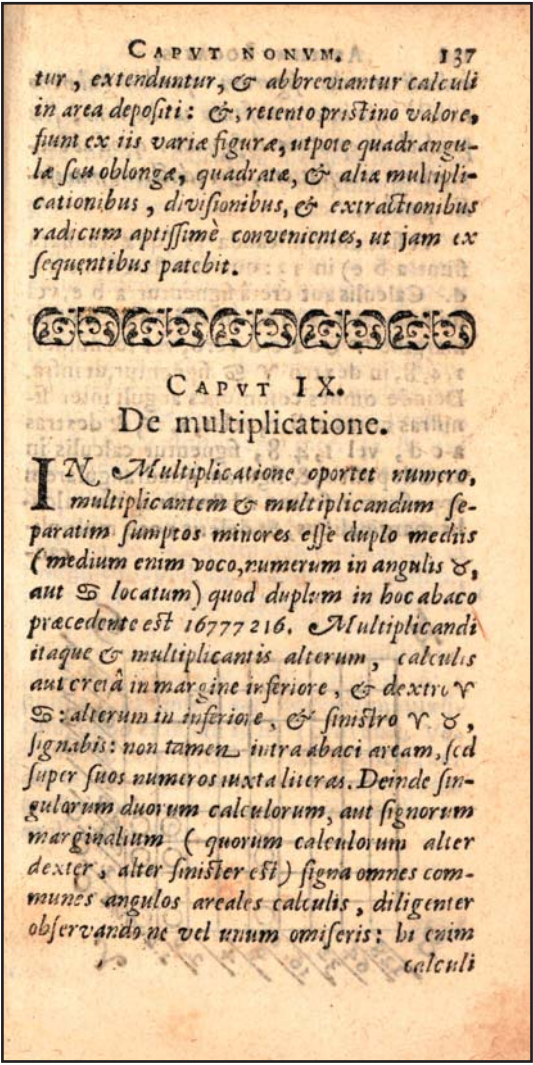 CAPVT NONVM. 137
tur, extenduntur, & abbreviantur calculi
in area depositi: &, retento pristino valore,
fiunt ex iis variæ figuræ, utpote quadrangu-
læ seu oblongæ, quadratæ, & aliæ multipli-
cationibus, divisionibus, & extractionibus
radicum aptissimè convenientes, ut jam ex
sequentibus patebit.
CAPVT IX.
De multiplicatione.
IN Multiplicatione oportet numero,
multiplicantem & multiplicandum se-
paratim sumptos minores esse duplo mediis
(medium enim voco, numerum in angulis ♉,
aut ♋ locatum) quod duplum in hoc abaco
præcedente est 16777216. Multiplicandi
itaque & multiplicantis alterum, calculis
aut cretâ in margine inferiore, & dextro ♈
♋: alterum in inferiore, & sinistro ♈ ♉,
signabis: non tamen intra abaci aream, sed
super suos numeros iuxta literas. Deinde sin-
gulorum duorum calculorum, aut signorum
marginalium (quorum calculorum alter
dexter, alter sinister est) signa omnes com-
munes angulos areales calculis, diligenter
observando ne vel unum omiseris: hi enim
calculi